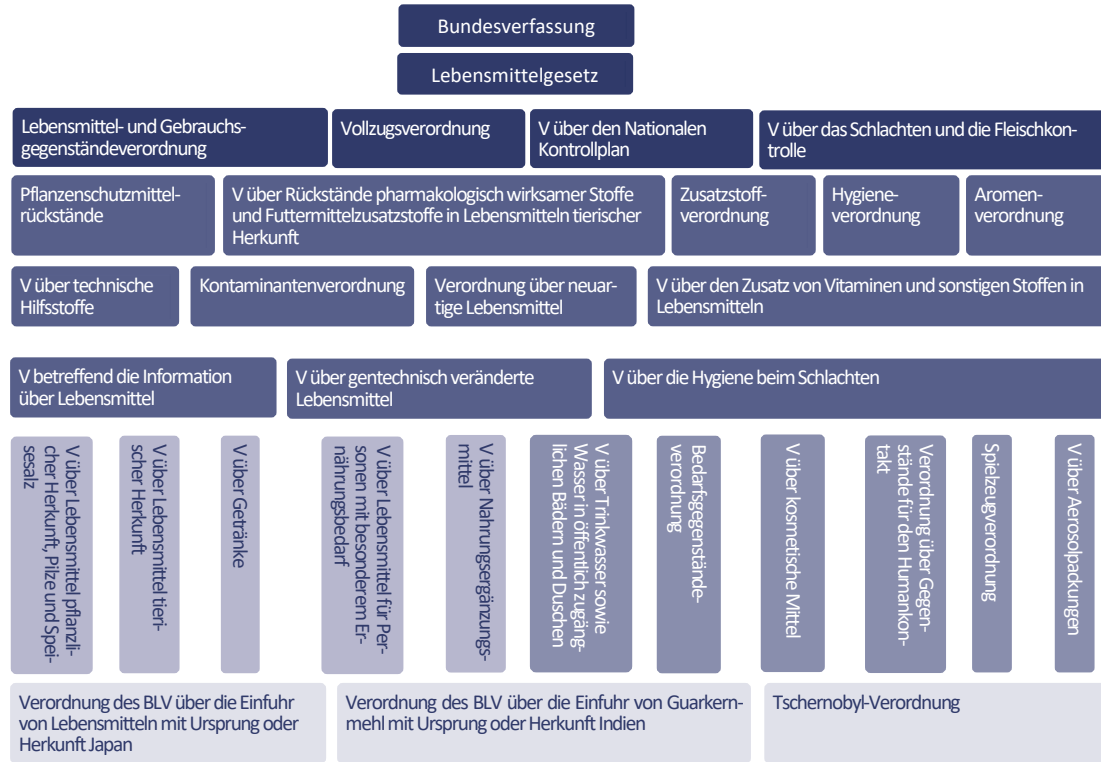 Bundesverfassung
Lebensmittelgesetz
Lebensmittel- und Gebrauchs-
gegenständeverordnung
Vollzugsverordnung
V über den Nationalen
Kontrollplan
V über das Schlachten und die Fleischkon-
trolle
Pflanzenschutzmittel-
rückstände
V über Rückstände pharmakologisch wirksamer Stoffe
und Futtermittelzusatzstoffe in Lebensmitteln tierischer
Herkunft
Zusatzstoff-
verordnung
Hygiene-
verordnung
Aromen-
verordnung
V über technische
Hilfsstoffe
Kontaminantenverordnung
Verordnung über neuar-
tige Lebensmittel
V über den Zusatz von Vitaminen und sonstigen Stoffen in
Lebensmitteln
V betreffend die Information
über Lebensmittel
V über gentechnisch veränderte
Lebensmittel
V über die Hygiene beim Schlachten
V über Lebensmittel pflanzli-
cher Herkunft, Pilze und Spei-
sesalz
V über Lebensmittel tieri-
scher Herkunft
V über Getränke
V über Lebensmittel für Per-
sonen mit besonderem Er-
nährungsbedarf
V über Nahrungsergänzungs-
mittel
V über Trinkwasser sowie
Wasser in öffentlich zugäng-
lichen Bädern und Duschen
Bedarfsgegenstände-
verordnung
V über kosmetische Mittel
Verordnung über Gegen-
stände für den Humankon-
takt
Spielzeugverordnung
V über Aerosolpackungen
Verordnung des BLV über die Einfuhr
von Lebensmitteln mit Ursprung oder
Herkunft Japan
Verordnung des BLV über die Einfuhr von Guarkern-
mehl mit Ursprung oder Herkunft Indien
Tschernobyl-Verordnung